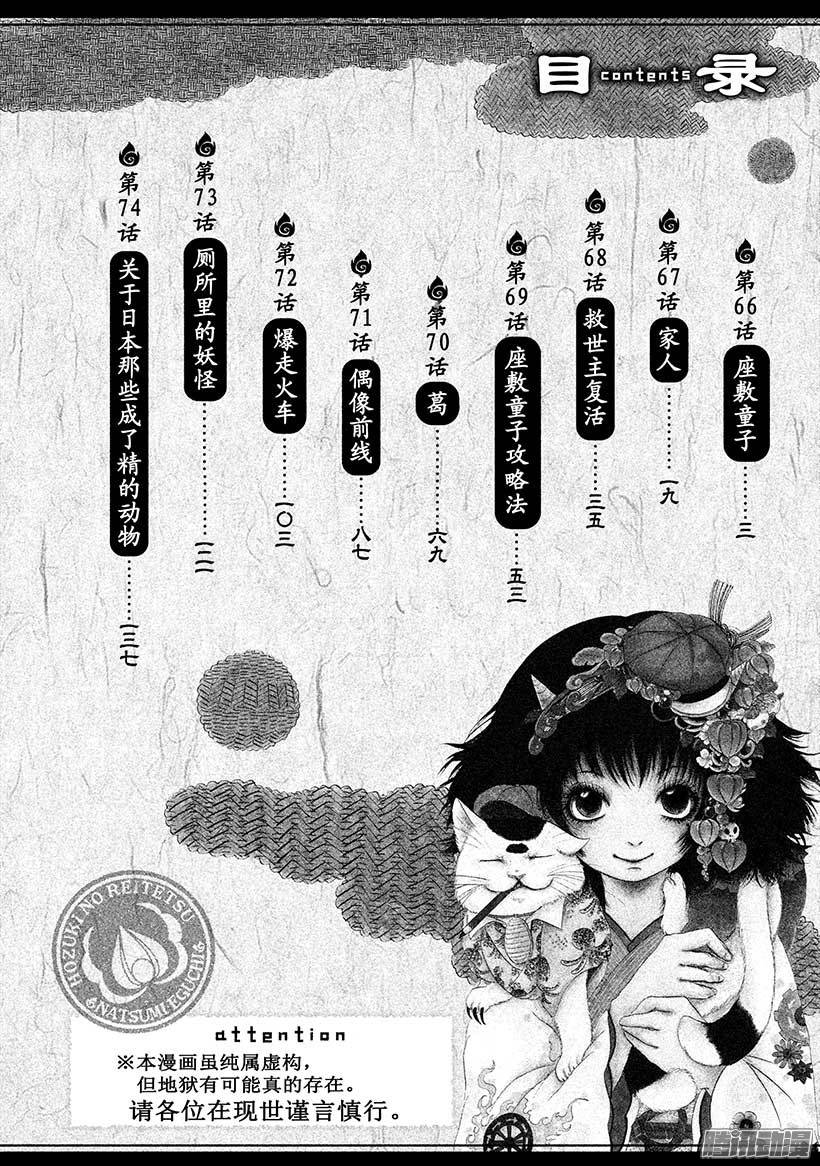 目 contents 录
第66话 座敷童子………三
第67话 家人………一九
第68话 救世主复活………三五
第69话 座敷童子攻略法………五三
第70话 葛………六九
第71话 偶像前线………八七
第72话 爆走火车………一〇三
第73话 厕所里的妖怪………一二一
第74话 关于日本那些成了精的动物………一三七
HOZUKI NO REITETSU
NATSUMI EGUCHI
attention
※本漫画虽纯属虚构，
但地狱有可能真的存在。
请各位在现世谨言慎行。
腾讯动漫